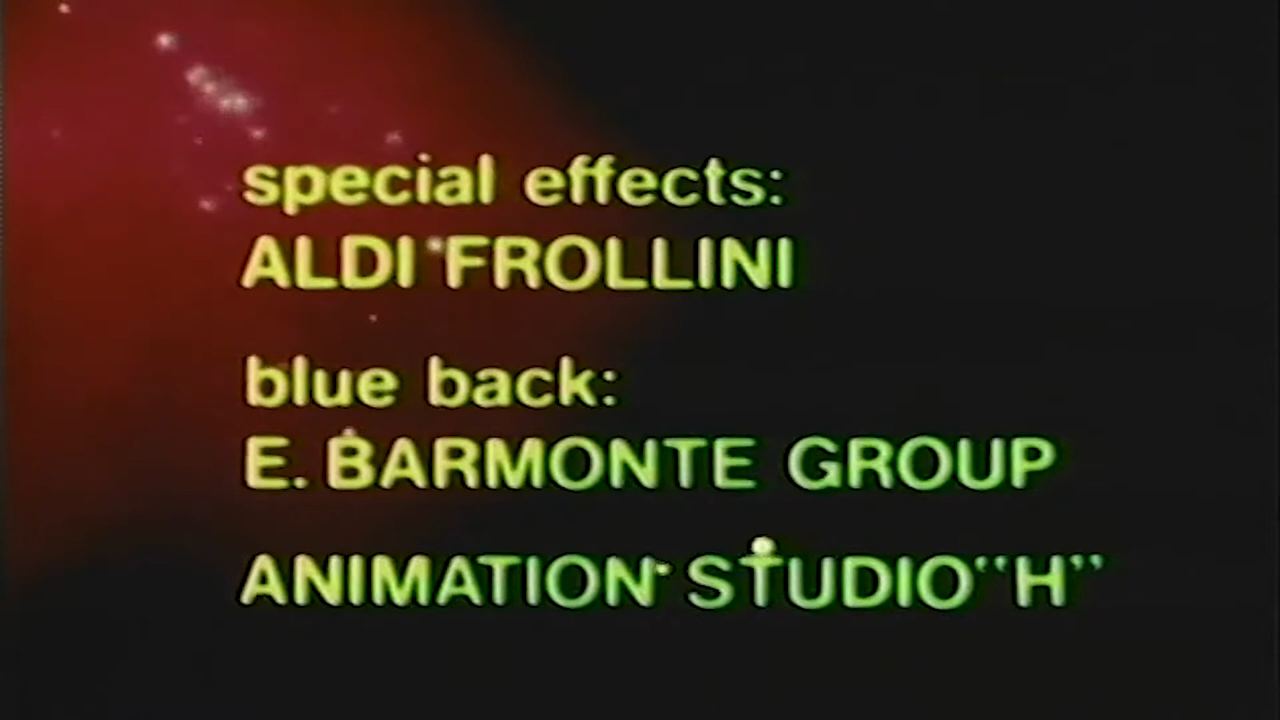 special effects:
ALDI FROLLINI
blue back:
E. BARMONTE GROUP
ANIMATION STUDIO "H"